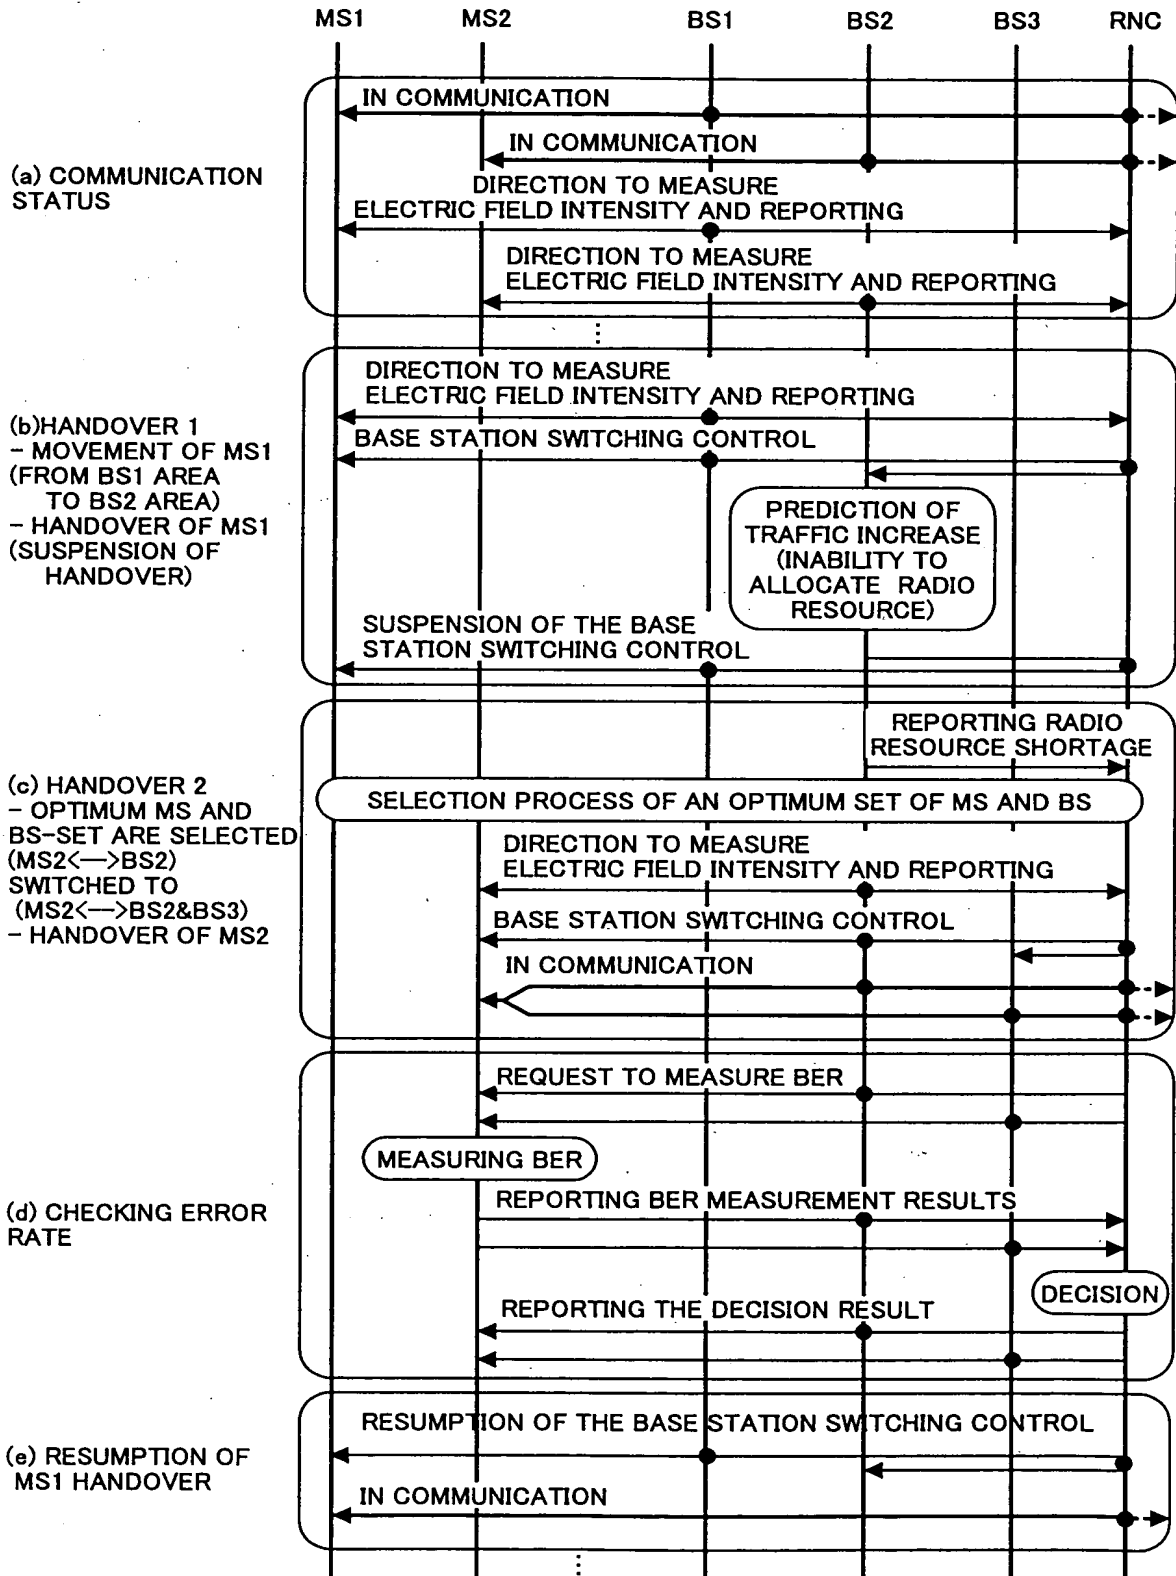 MS1 MS2 BS1 BS2 BS3 RNC
IN COMMUNICATION
IN COMMUNICATION
(a) COMMUNICATION
STATUS
DIRECTION TO MEASURE
ELECTRIC FIELD INTENSITY AND REPORTING
DIRECTION TO MEASURE
ELECTRIC FIELD INTENSITY AND REPORTING
(b)HANDOVER 1
- MOVEMENT OF MS1
(FROM BS1 AREA
TO BS2 AREA)
- HANDOVER OF MS1
(SUSPENSION OF
HANDOVER)
DIRECTION TO MEASURE
ELECTRIC FIELD INTENSITY AND REPORTING
BASE STATION SWITCHING CONTROL
PREDICTION OF
TRAFFIC INCREASE
(INABILITY TO
ALLOCATE RADIO
RESOURCE)
SUSPENSION OF THE BASE
STATION SWITCHING CONTROL
(c) HANDOVER 2
- OPTIMUM MS AND
BS-SET ARE SELECTED
(MS2<-->BS2)
SWITCHED TO
(MS2<-->BS2&BS3)
- HANDOVER OF MS2
REPORTING RADIO
RESOURCE SHORTAGE
SELECTION PROCESS OF AN OPTIMUM SET OF MS AND BS
DIRECTION TO MEASURE
ELECTRIC FIELD INTENSITY AND REPORTING
BASE STATION SWITCHING CONTROL
IN COMMUNICATION
(d) CHECKING ERROR
RATE
REQUEST TO MEASURE BER
MEASURING BER
REPORTING BER MEASUREMENT RESULTS
DECISION
REPORTING THE DECISION RESULT
(e) RESUMPTION OF
MS1 HANDOVER
RESUMPTION OF THE BASE STATION SWITCHING CONTROL
IN COMMUNICATION